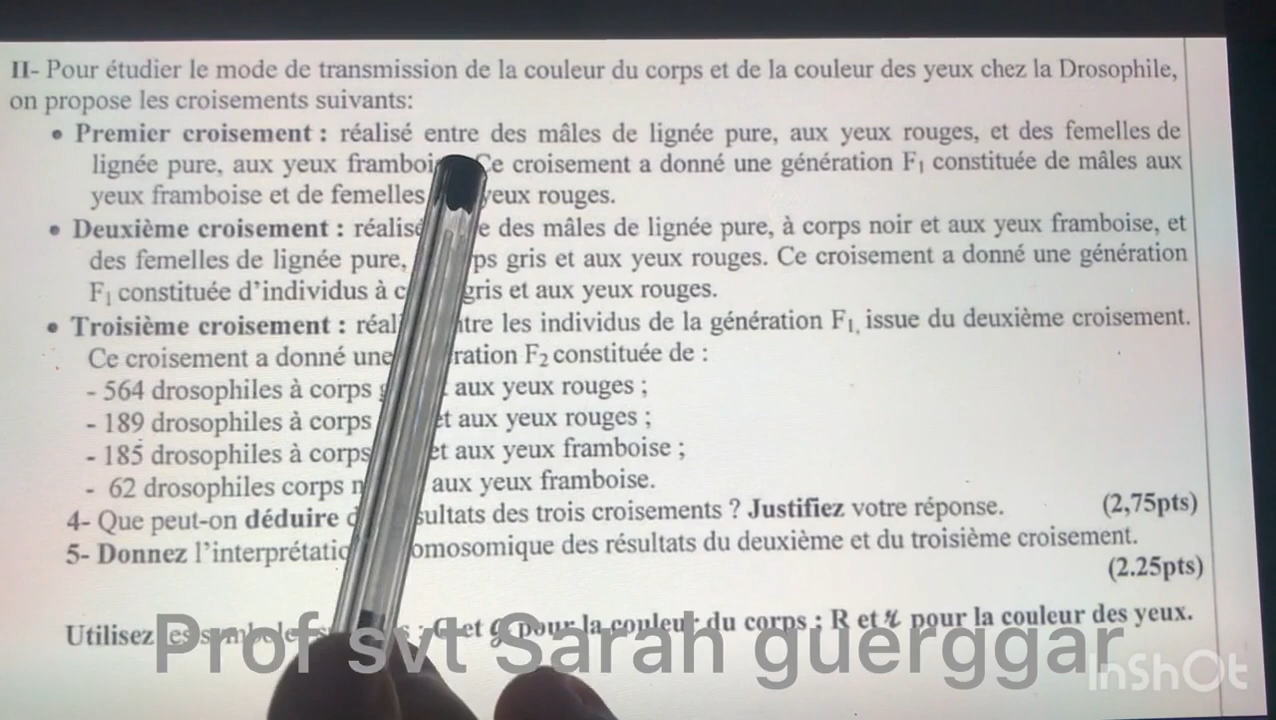 II- Pour étudier le mode de transmission de la couleur du corps et de la couleur des yeux chez la Drosophile,
on propose les croisements suivants:
• Premier croisement : réalisé entre des mâles de lignée pure, aux yeux rouges, et des femelles de
lignée pure, aux yeux framboi Ce croisement a donné une génération F₁ constituée de mâles aux
yeux framboise et de femelles yeux rouges.
• Deuxième croisement : réalisé des mâles de lignée pure, à corps noir et aux yeux framboise, et
des femelles de lignée pure, gris et aux yeux rouges. Ce croisement a donné une génération
F₁ constituée d'individus à gris et aux yeux rouges.
• Troisième croisement : les individus de la génération F₁, issue du deuxième croisement.
Ce croisement a donné une F₂ constituée de :
- 564 drosophiles à corps aux yeux rouges ;
- 189 drosophiles à corps et aux yeux rouges ;
- 185 drosophiles à corps et aux yeux framboise ;
- 62 drosophiles corps aux yeux framboise.
4- Que peut-on déduire des trois croisements ? Justifiez votre réponse. (2,75pts)
5- Donnez des résultats du deuxième et du troisième croisement.
(2.25pts)
Utilisez les G et g pour la couleur du corps ; R et r pour la couleur des yeux.
Prof svt Sarah guerggar
InShOt